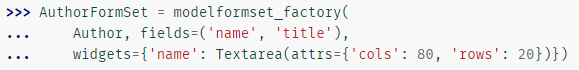 >>> AuthorFormSet = modelformset_factory(
...     Author, fields=('name', 'title'),
...     widgets={'name': Textarea(attrs={'cols': 80, 'rows': 20})})